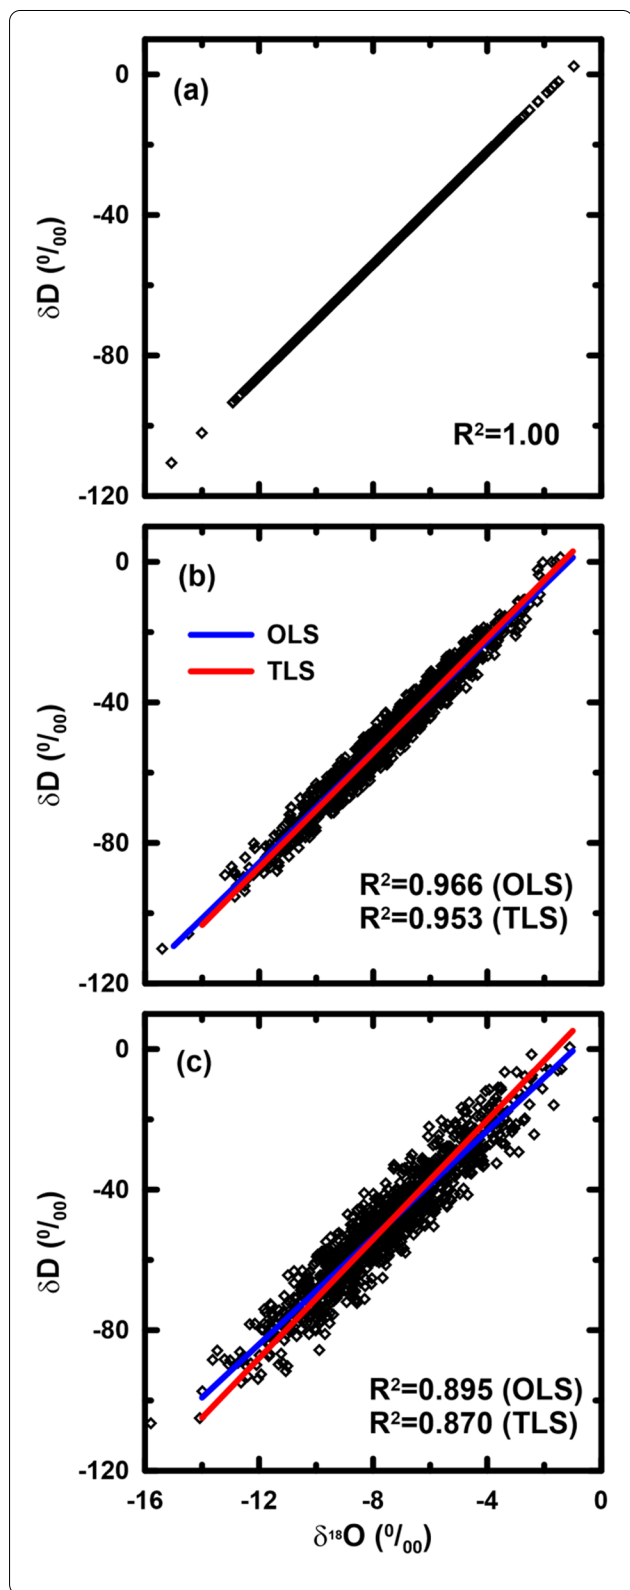 (a)
0
-40
-80
-120
δD (⁰/₀₀)
R²=1.00
(b)
0
-40
-80
-120
δD (⁰/₀₀)
OLS
TLS
R²=0.966 (OLS)
R²=0.953 (TLS)
(c)
0
-40
-80
-120
δD (⁰/₀₀)
R²=0.895 (OLS)
R²=0.870 (TLS)
-16 -12 -8 -4 0
δ¹⁸O (⁰/₀₀)